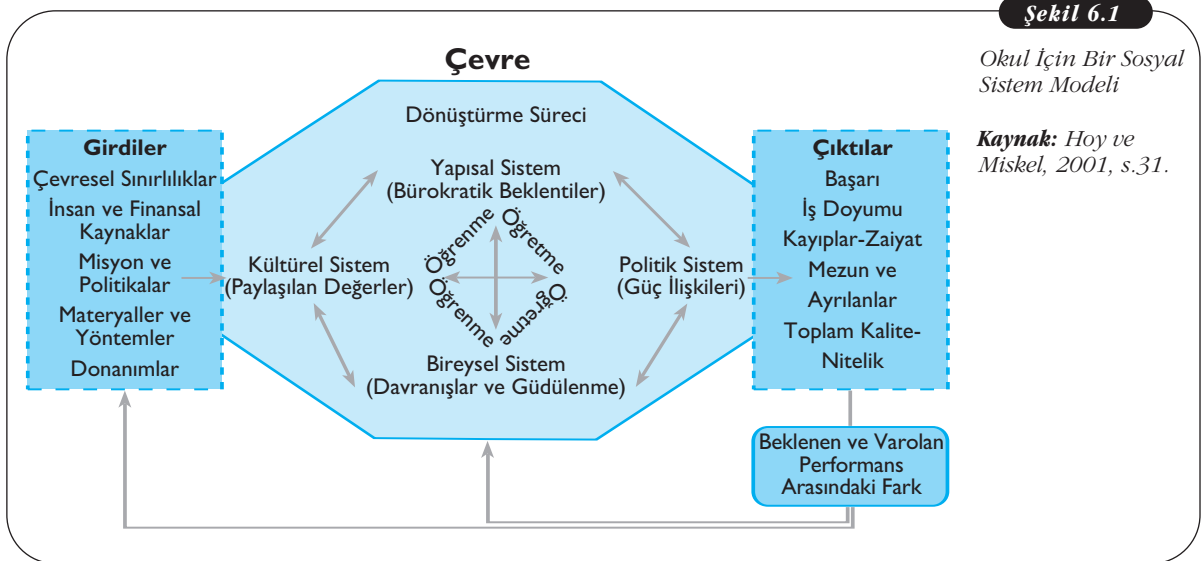 Şekil 6.1
Okul İçin Bir Sosyal
Sistem Modeli
Kaynak: Hoy ve
Miskel, 2001, s.31.
Çevre
Dönüştürme Süreci
Girdiler
Çevresel Sınırlılıklar
İnsan ve Finansal
Kaynaklar
Misyon ve
Politikalar
Materyaller ve
Yöntemler
Donanımlar
Yapısal Sistem
(Bürokratik Beklentiler)
Öğrenme
Öğretme
Kültürel Sistem
(Paylaşılan Değerler)
Politik Sistem
(Güç İlişkileri)
Öğrenme
Öğretme
Bireysel Sistem
(Davranışlar ve Güdülenme)
Çıktılar
Başarı
İş Doyumu
Kayıplar-Zaiyat
Mezun ve
Ayrılanlar
Toplam Kalite-
Nitelik
Beklenen ve Varolan
Performans
Arasındaki Fark